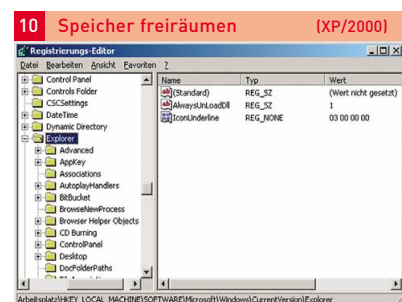 10 Speicher freiräumen (XP/2000)
Registrierungs-Editor
Datei Bearbeiten Ansicht Favoriten ?
Control Panel
Controls Folder
CSCSettings
DateTime
Dynamic Directory
Explorer
Advanced
AppKey
Associations
AutoplayHandlers
BitBucket
BrowseNewProcess
Browser Helper Objects
CD Burning
ControlPanel
Desktop
DocFolderPaths
Name Typ Wert
(Standard) REG_SZ (Wert nicht gesetzt)
AlwaysUnLoadDll REG_SZ 1
IconUnderline REG_NONE 03 00 00 00
Arbeitsplatz\HKEY_LOCAL_MACHINE\SOFTWARE\Microsoft\Windows\CurrentVersion\Explorer